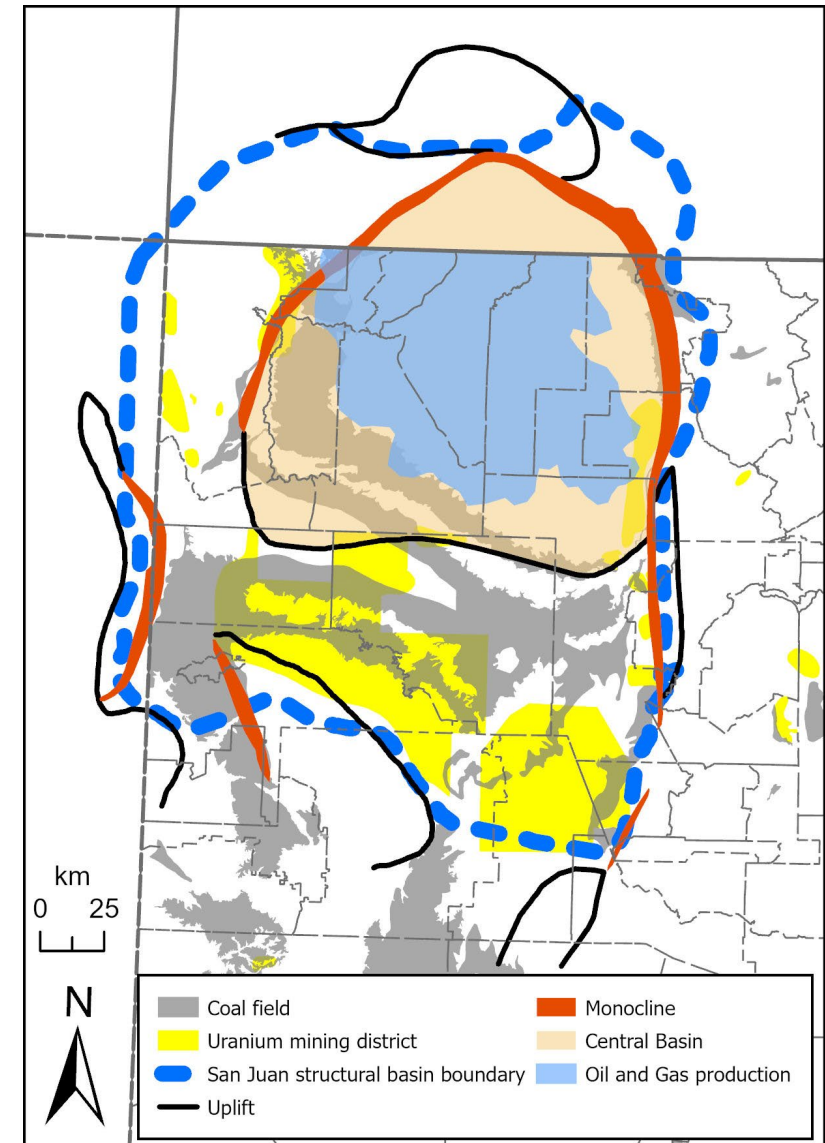 km
0 25
N
Coal field
Uranium mining district
San Juan structural basin boundary
Uplift
Monocline
Central Basin
Oil and Gas production